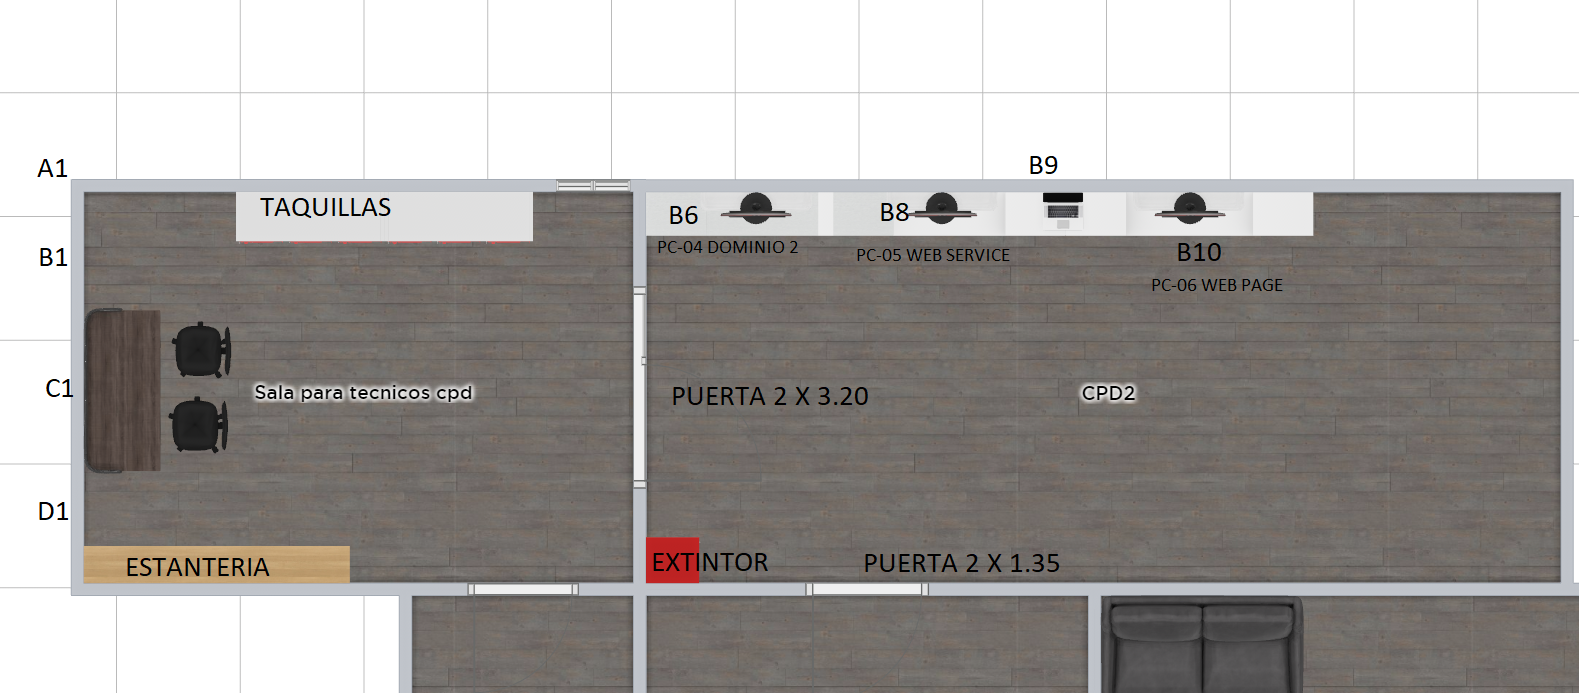 B9
A1
TAQUILLAS
B6
B8
PC-04 DOMINIO 2
PC-05 WEB SERVICE
B10
B1
PC-06 WEB PAGE
C1
Sala para tecnicos cpd
PUERTA 2 X 3.20
CPD2
D1
ESTANTERIA
EXTINTOR
PUERTA 2 X 1.35